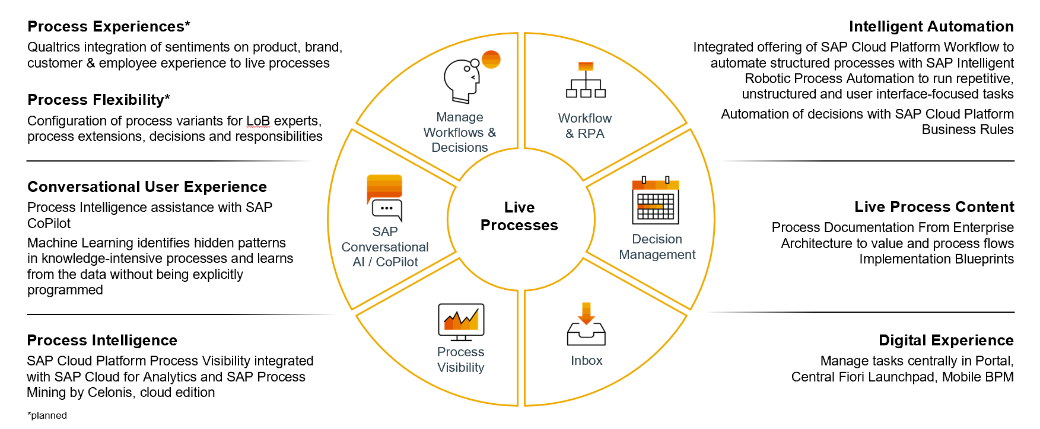 Process Experiences*
Qualtrics integration of sentiments on product, brand,
customer & employee experience to live processes
Process Flexibility*
Configuration of process variants for LoB experts,
process extensions, decisions and responsibilities
Conversational User Experience
Process Intelligence assistance with SAP
CoPilot
Machine Learning identifies hidden patterns
in knowledge-intensive processes and learns
from the data without being explicitly
programmed
Process Intelligence
SAP Cloud Platform Process Visibility integrated
with SAP Cloud for Analytics and SAP Process
Mining by Celonis, cloud edition
*planned
Manage
Workflows &
Decisions
Workflow
& RPA
SAP
Conversational
AI / CoPilot
Live
Processes
Decision
Management
Process
Visibility
Inbox
Intelligent Automation
Integrated offering of SAP Cloud Platform Workflow to
automate structured processes with SAP Intelligent
Robotic Process Automation to run repetitive,
unstructured and user interface-focused tasks
Automation of decisions with SAP Cloud Platform
Business Rules
Live Process Content
Process Documentation From Enterprise
Architecture to value and process flows
Implementation Blueprints
Digital Experience
Manage tasks centrally in Portal,
Central Fiori Launchpad, Mobile BPM